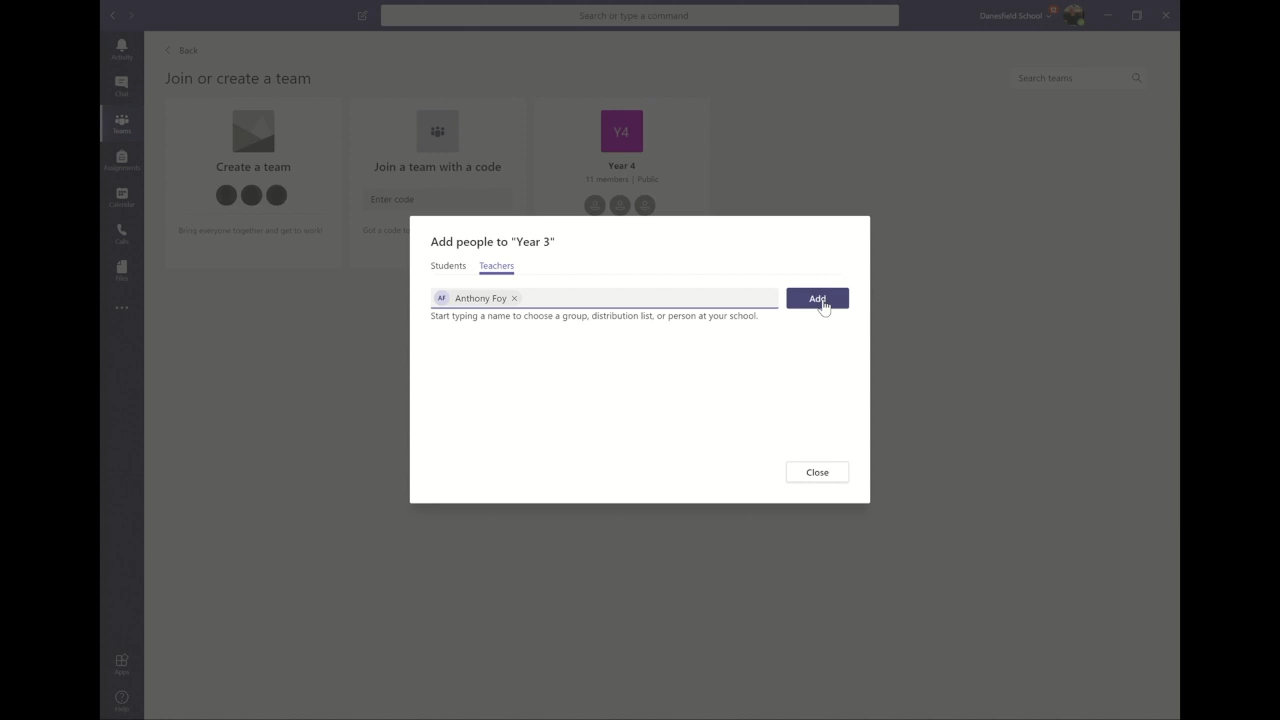 Search or type a command
Danesfield School
Activity
Chat
Teams
Assignments
Calendar
Calls
Files
Apps
Help
Back
Join or create a team
Search teams
Create a team
Bring everyone together and get to work!
Join a team with a code
Enter code
Got a code to
Y4
Year 4
11 members | Public
Add people to "Year 3"
Students Teachers
AF Anthony Foy ×
Add
Start typing a name to choose a group, distribution list, or person at your school.
Close